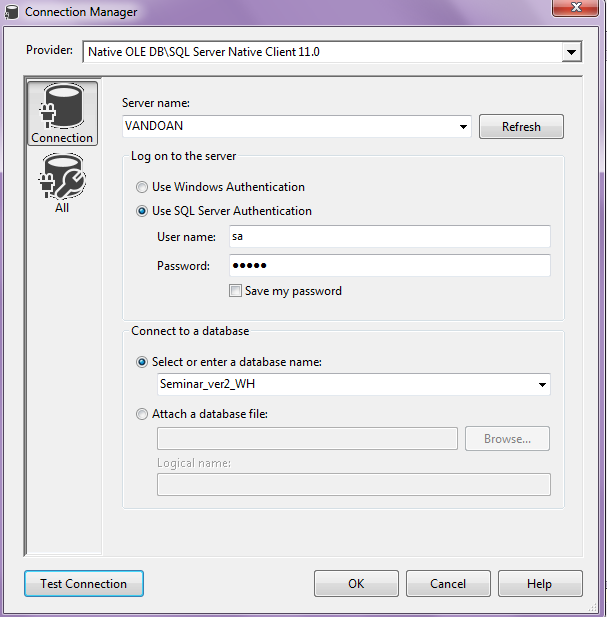 Connection Manager
Provider: Native OLE DB\SQL Server Native Client 11.0
Connection
All
Server name:
VANDOAN
Refresh
Log on to the server
Use Windows Authentication
Use SQL Server Authentication
User name: sa
Password: ●●●●●
Save my password
Connect to a database
Select or enter a database name:
Seminar_ver2_WH
Attach a database file:
Browse...
Logical name:
Test Connection OK Cancel Help